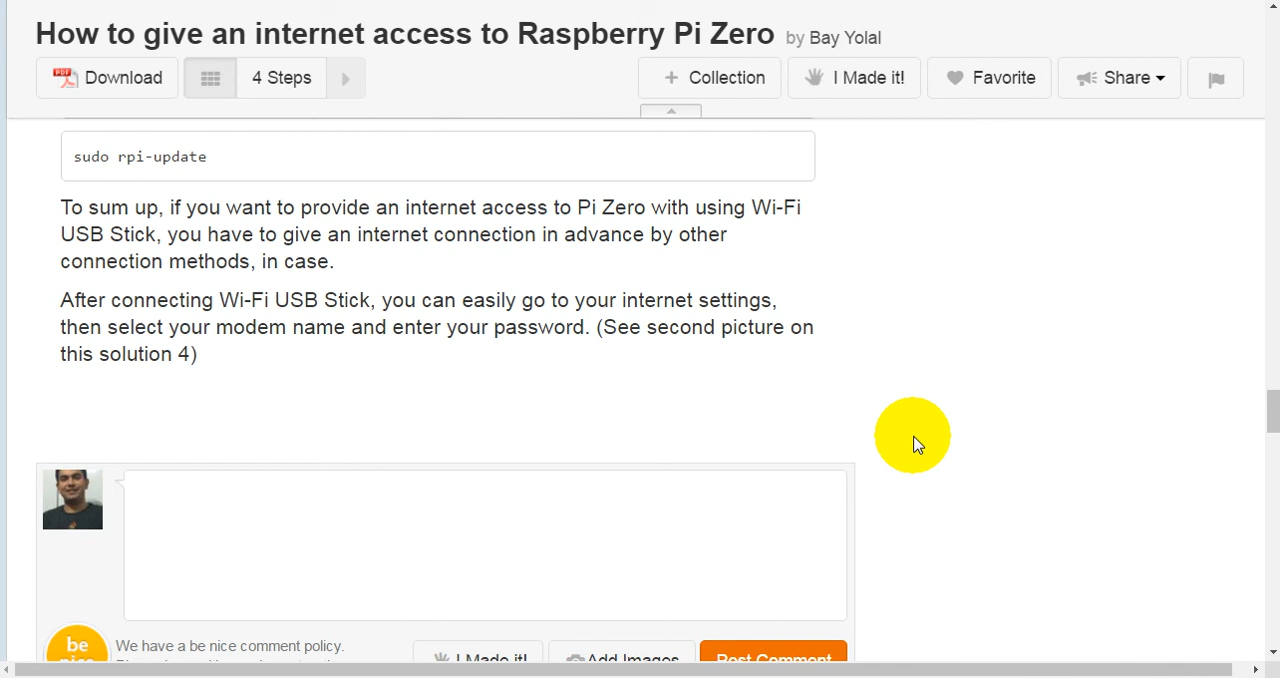 How to give an internet access to Raspberry Pi Zero by Bay Yolal
PDF Download 4 Steps + Collection I Made it! Favorite Share
sudo rpi-update
To sum up, if you want to provide an internet access to Pi Zero with using Wi-Fi
USB Stick, you have to give an internet connection in advance by other
connection methods, in case.
After connecting Wi-Fi USB Stick, you can easily go to your internet settings,
then select your modem name and enter your password. (See second picture on
this solution 4)
be
nice
We have a be nice comment policy.
I Made it! Add Images Post Comment